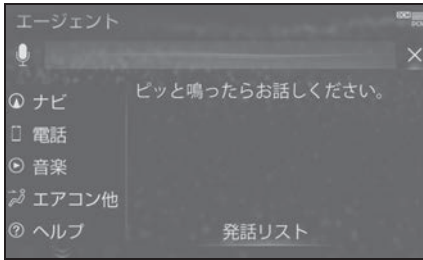 エージェント
ピッと鳴ったらお話しください。
ナビ
電話
音楽
エアコン他
ヘルプ
発話リスト